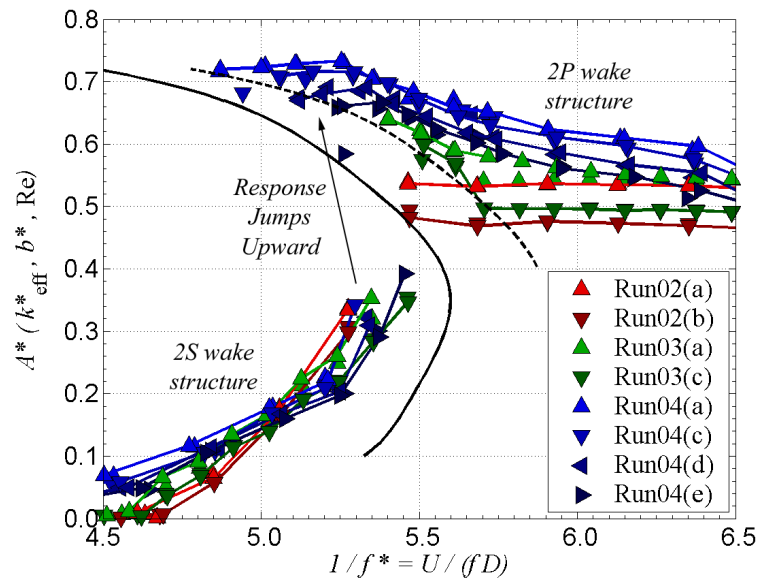 0.8
0.7
0.6
0.5
0.4
0.3
0.2
0.1
0.0
A* ( k*eff , b* , Re)
2P wake
structure
Response
Jumps
Upward
2S wake
structure
Run02(a)
Run02(b)
Run03(a)
Run03(c)
Run04(a)
Run04(c)
Run04(d)
Run04(e)
4.5 5.0 5.5 6.0 6.5
1 / f * = U / (fD)